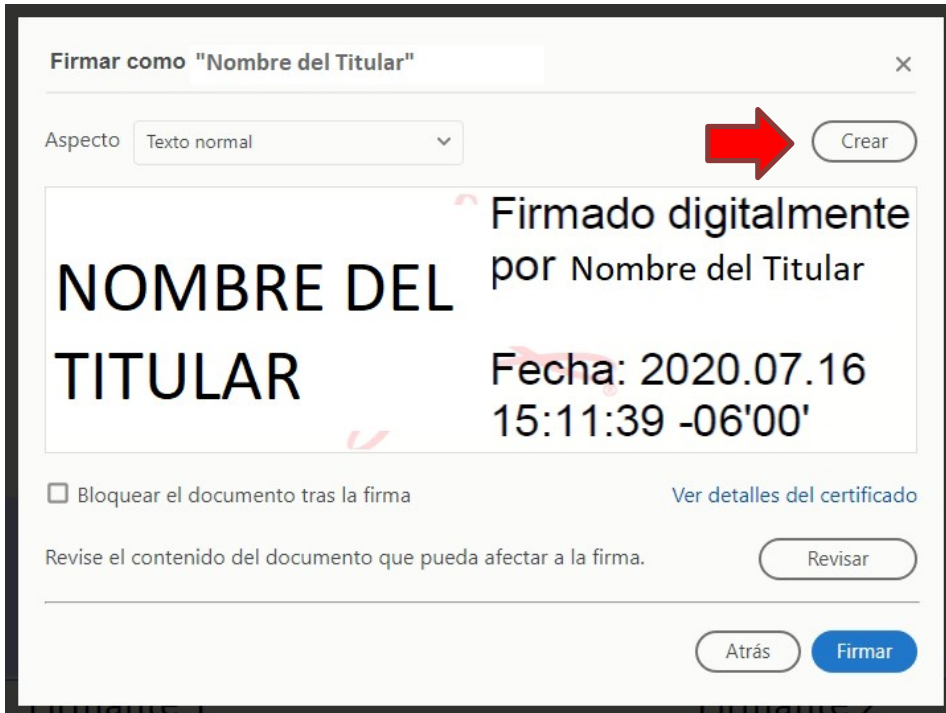 Firmar como "Nombre del Titular"
Aspecto Texto normal
Crear
NOMBRE DEL
TITULAR
Firmado digitalmente
por Nombre del Titular
Fecha: 2020.07.16
15:11:39 -06'00'
Bloquear el documento tras la firma
Ver detalles del certificado
Revise el contenido del documento que pueda afectar a la firma.
Revisar
Atrás
Firmar